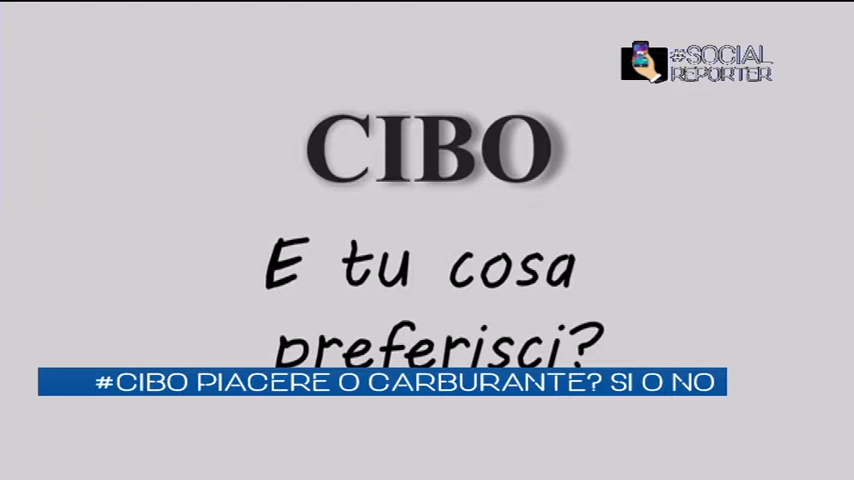 #SOCIAL
REPORTER
CIBO
E tu cosa
preferisci?
#CIBO PIACERE O CARBURANTE? SI O NO